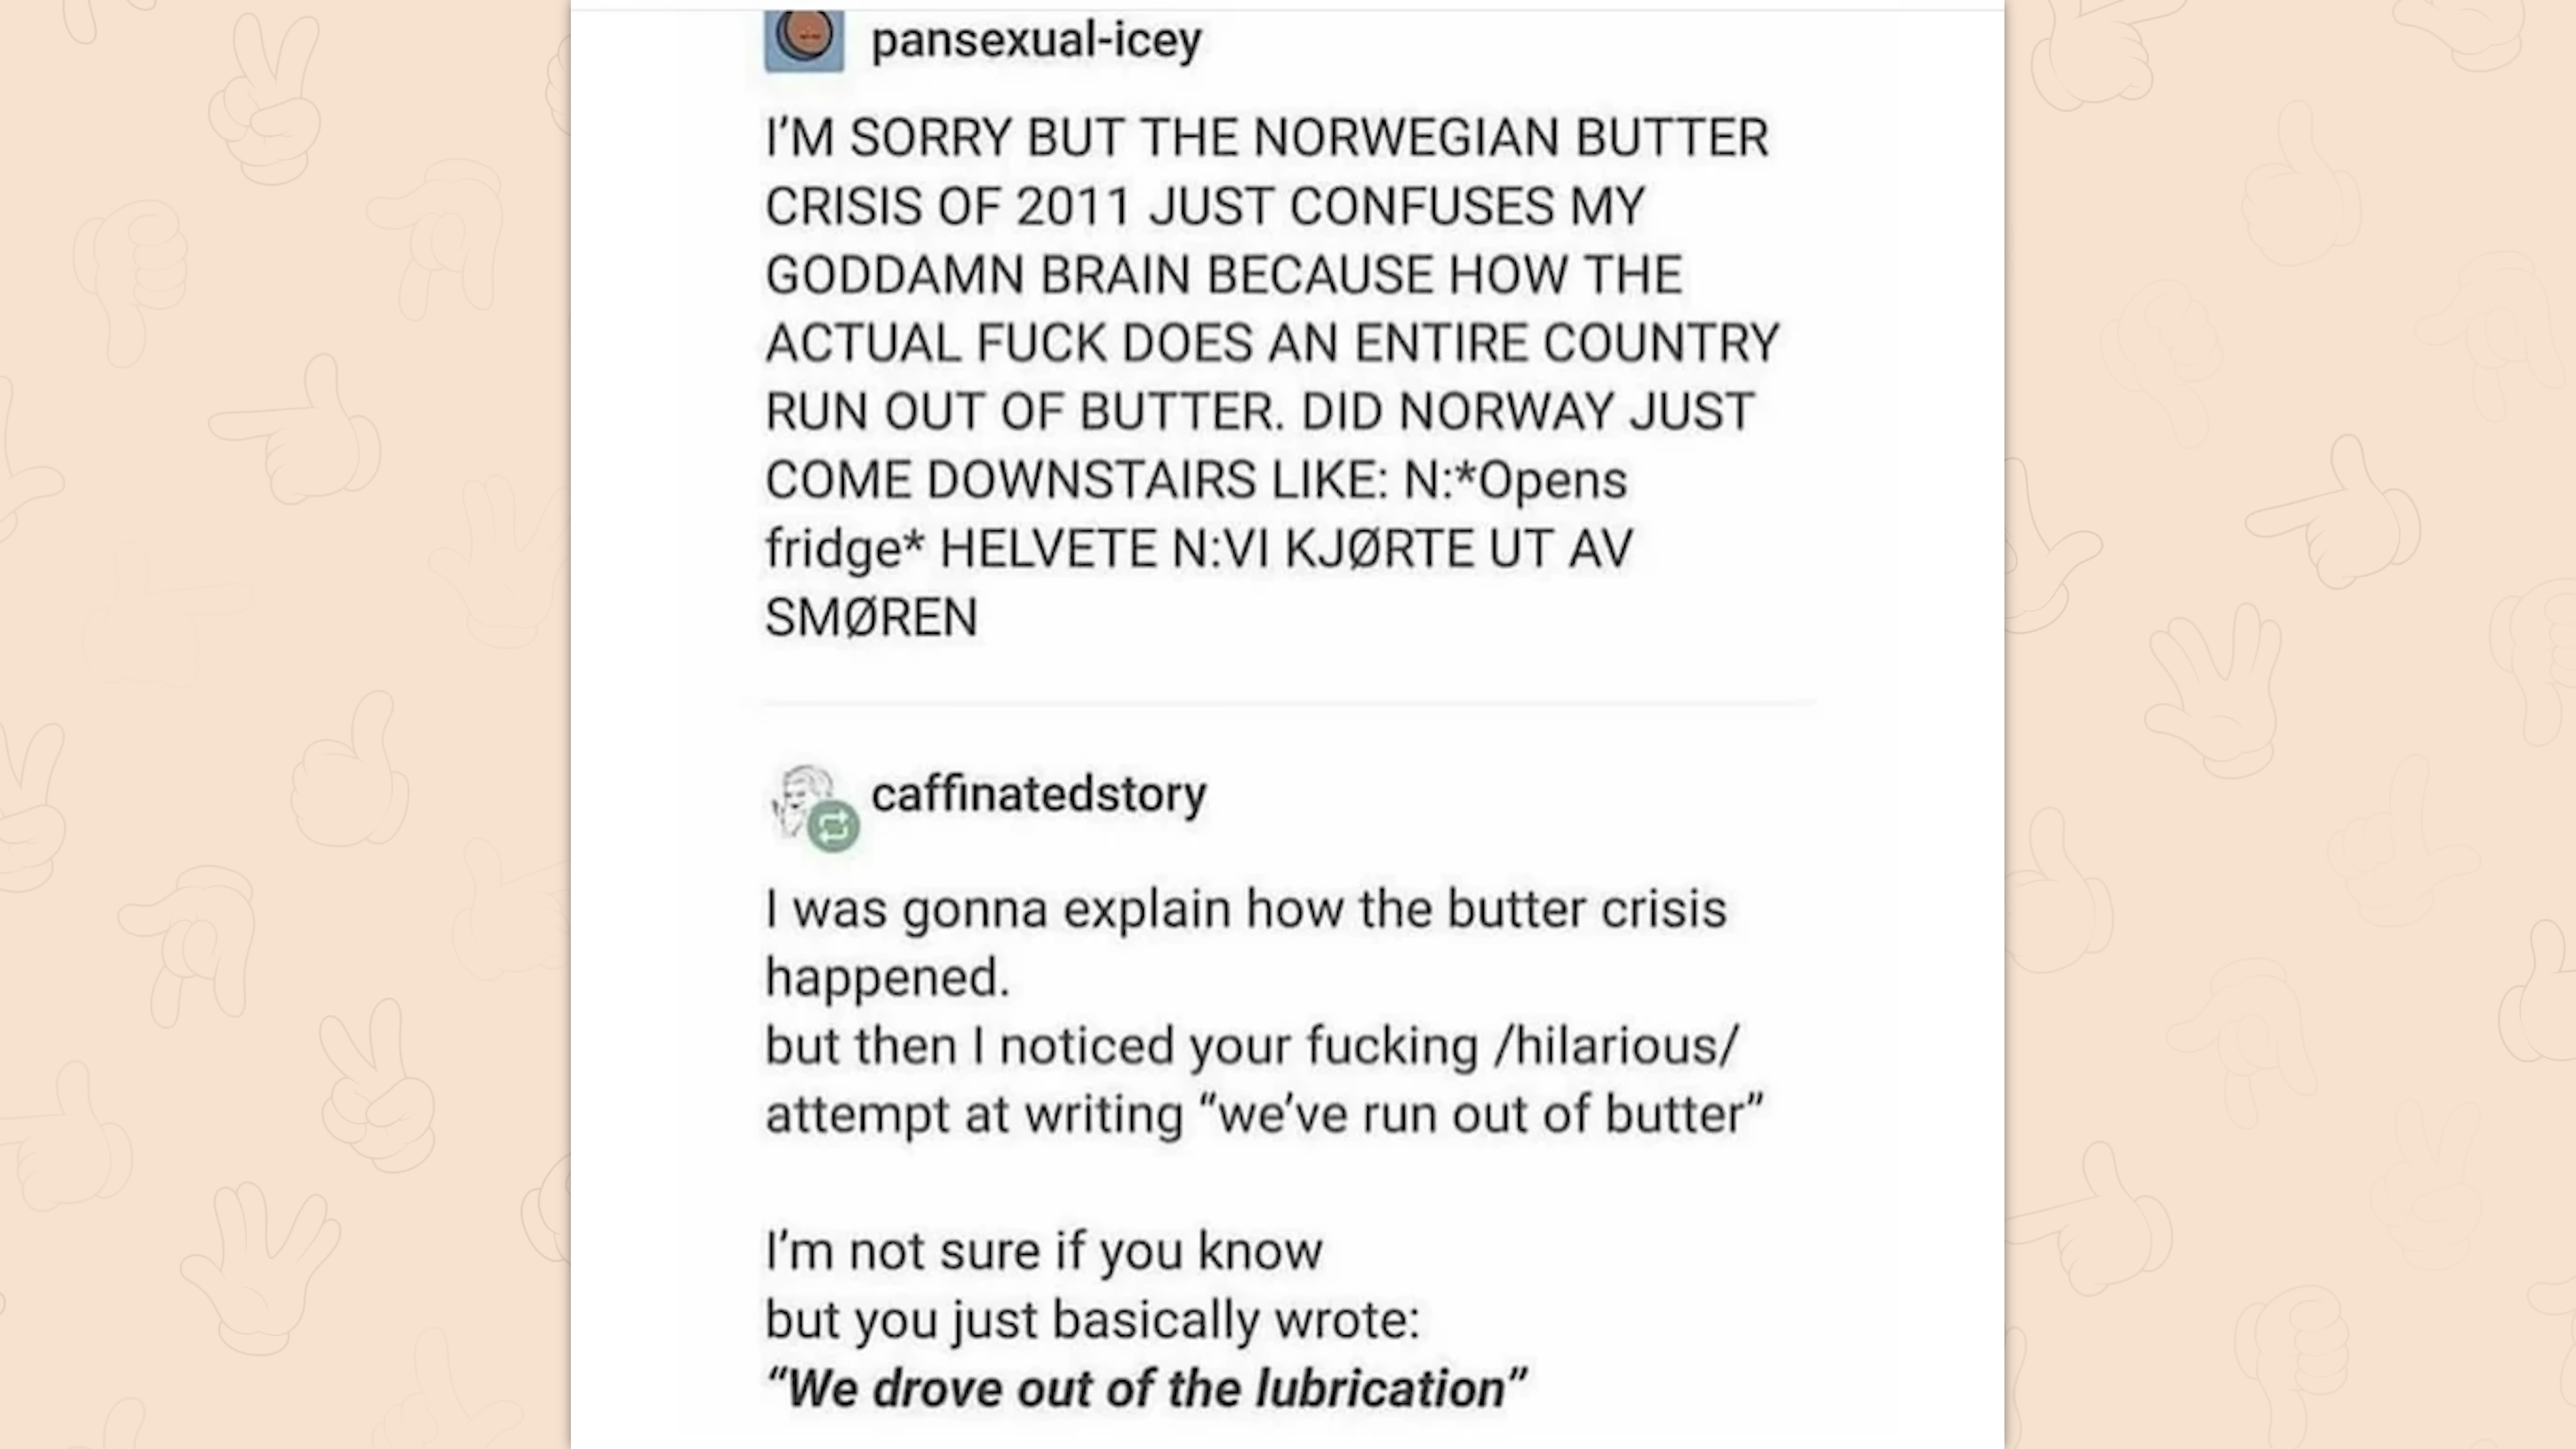 pansexual-icey
I'M SORRY BUT THE NORWEGIAN BUTTER
CRISIS OF 2011 JUST CONFUSES MY
GODDAMN BRAIN BECAUSE HOW THE
ACTUAL FUCK DOES AN ENTIRE COUNTRY
RUN OUT OF BUTTER. DID NORWAY JUST
COME DOWNSTAIRS LIKE: N:*Opens
fridge* HELVETE N:VI KJØRTE UT AV
SMØREN
caffinatedstory
I was gonna explain how the butter crisis
happened.
but then I noticed your fucking /hilarious/
attempt at writing “we’ve run out of butter”
I’m not sure if you know
but you just basically wrote:
“We drove out of the lubrication”